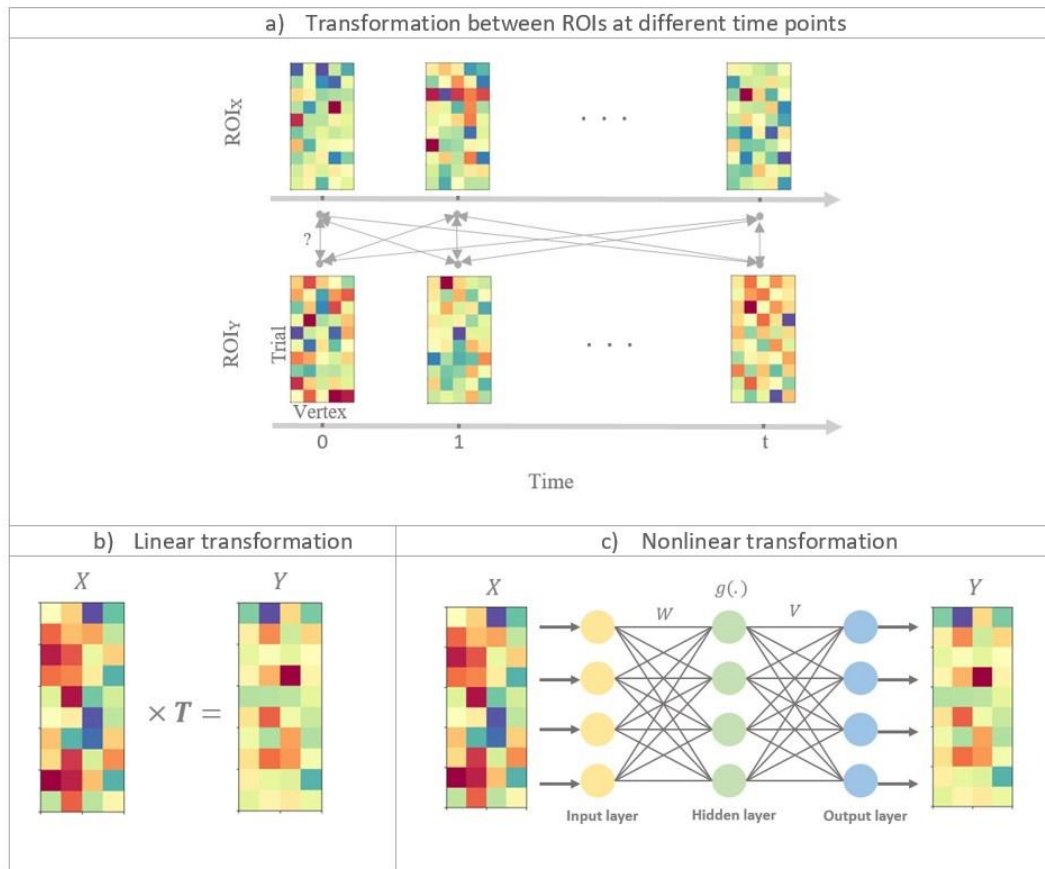 a) Transformation between ROIs at different time points
ROIX
. . .
?
ROIY
Trial
. . .
Vertex
0 1 t
Time
b) Linear transformation
X Y
× T =
c) Nonlinear transformation
X g(.) Y
W V
Input layer Hidden layer Output layer